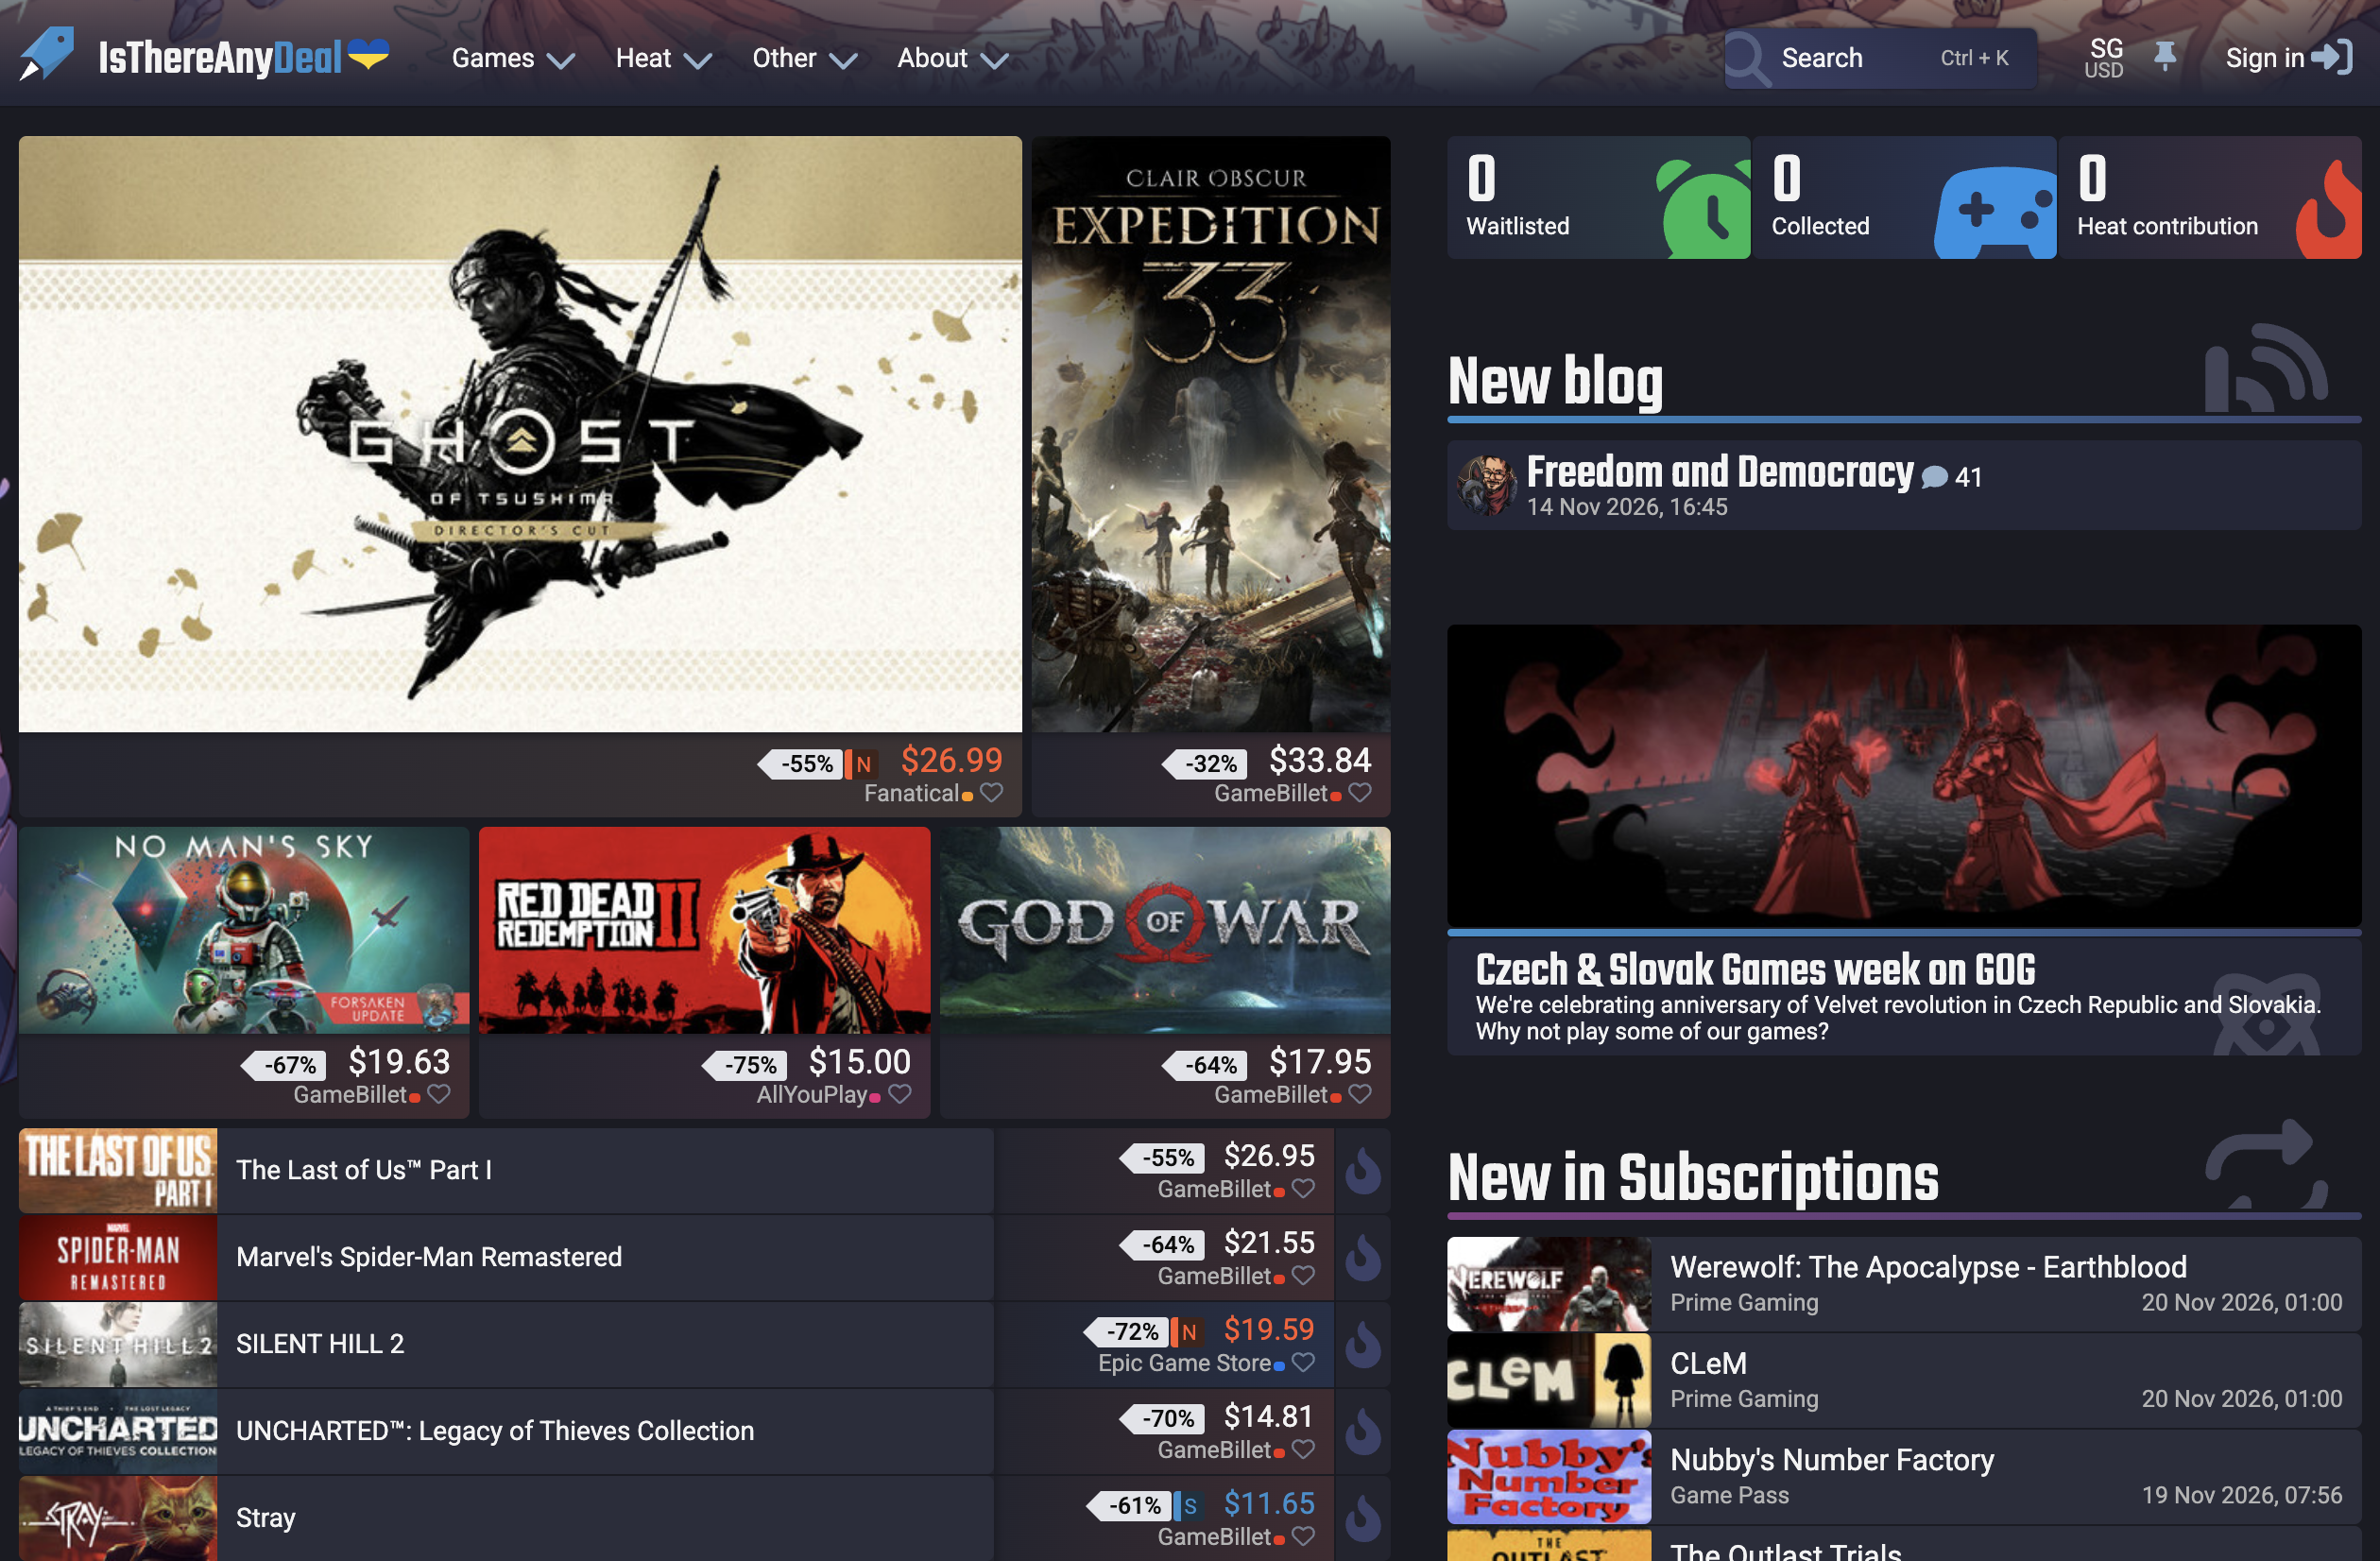 IsThereAnyDeal
Games
Heat
Other
About
Search
Ctrl + K
SG
USD
Sign in
GHOST
OF TSUSHIMA
DIRECTOR'S CUT
-55%
N
$26.99
Fanatical
CLAIR OBSCUR
EXPEDITION
33
-32%
$33.84
GameBillet
NO MAN'S SKY
FORSAKEN
UPDATE
-67%
$19.63
GameBillet
RED DEAD
REDEMPTION II
-75%
$15.00
AllYouPlay
GOD OF WAR
-64%
$17.95
GameBillet
THE LAST OF US
PART I
The Last of Us™ Part I
-55%
$26.95
GameBillet
MARVEL
SPIDER-MAN
REMASTERED
Marvel's Spider-Man Remastered
-64%
$21.55
GameBillet
SILENT HILL 2
SILENT HILL 2
-72%
N
$19.59
Epic Game Store
A THIEF'S END • THE LOST LEGACY
UNCHARTED
LEGACY OF THIEVES COLLECTION
UNCHARTED™: Legacy of Thieves Collection
-70%
$14.81
GameBillet
STRAY
Stray
-61%
S
$11.65
GameBillet
0
Waitlisted
0
Collected
0
Heat contribution
New blog
Freedom and Democracy
41
14 Nov 2026, 16:45
Czech & Slovak Games week on GOG
We're celebrating anniversary of Velvet revolution in Czech Republic and Slovakia.
Why not play some of our games?
New in Subscriptions
WEREWOLF
Werewolf: The Apocalypse - Earthblood
Prime Gaming
20 Nov 2026, 01:00
CLeM
CLeM
Prime Gaming
20 Nov 2026, 01:00
Nubby's
Number
Factory
Nubby's Number Factory
Game Pass
19 Nov 2026, 07:56
THE
OUTLAST
The Outlast Trials